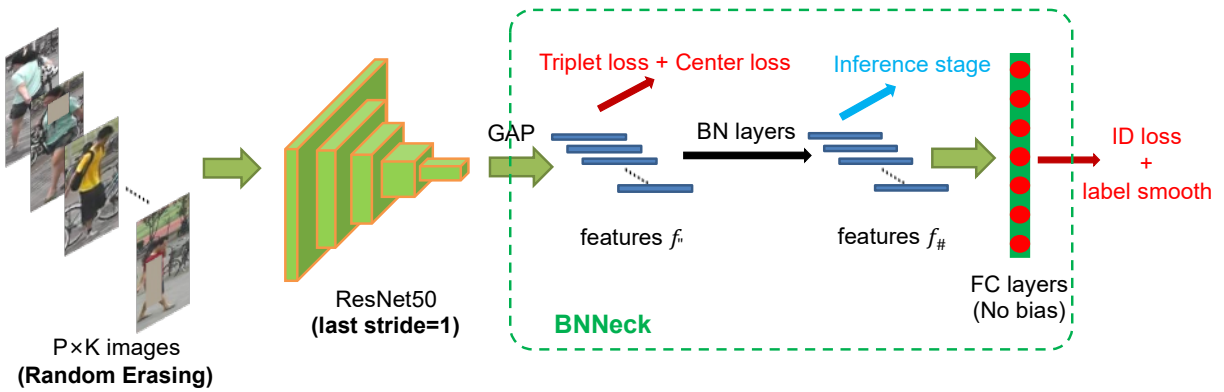 Triplet loss + Center loss
Inference stage
GAP
BN layers
ID loss
+
label smooth
features f"
features f#
FC layers
(No bias)
ResNet50
(last stride=1)
BNNeck
P×K images
(Random Erasing)